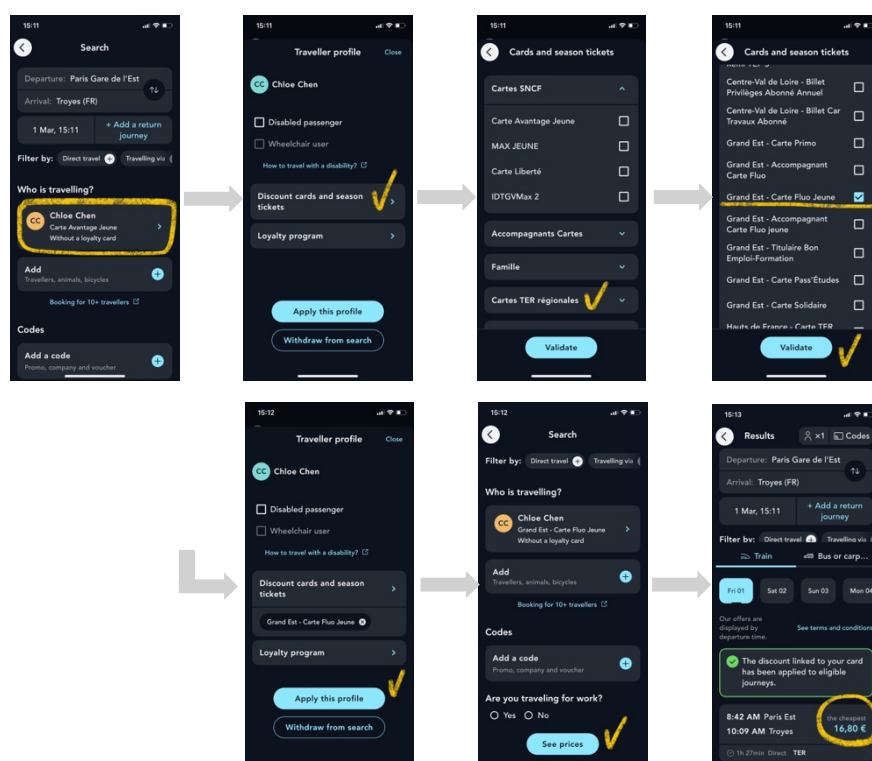 15:11
Search
Departure: Paris Gare de l'Est
Arrival: Troyes (FR)
1 Mar, 15:11
+ Add a return
journey
Filter by: Direct travel Travelling via
Who is travelling?
CC
Chloe Chen
Carte Avantage Jeune
Without a loyalty card
Add
Travellers, animals, bicycles
Booking for 10+ travellers
Codes
Add a code
Promo, company and voucher
15:11
Traveller profile Close
CC Chloe Chen
Disabled passenger
Wheelchair user
How to travel with a disability?
Discount cards and season
tickets
Loyalty program
Apply this profile
Withdraw from search
15:11
Cards and season tickets
Cartes SNCF
Carte Avantage Jeune
MAX JEUNE
Carte Liberté
IDTGVMax 2
Accompagnants Cartes
Famille
Cartes TER régionales
Validate
15:11
Cards and season tickets
Centre-Val de Loire - Billet
Privilèges Abonné Annuel
Centre-Val de Loire - Billet Car
Travaux Abonné
Grand Est - Carte Primo
Grand Est - Accompagnant
Carte Fluo
Grand Est - Carte Fluo Jeune
Grand Est - Accompagnant
Carte Fluo jeune
Grand Est - Titulaire Bon
Emploi-Formation
Grand Est - Carte Pass'Études
Grand Est - Carte Solidaire
Hauts de France - Carte TER
Validate
15:12
Traveller profile Close
CC Chloe Chen
Disabled passenger
Wheelchair user
How to travel with a disability?
Discount cards and season
tickets
Grand Est - Carte Fluo Jeune
Loyalty program
Apply this profile
Withdraw from search
15:12
Search
Filter by: Direct travel Travelling via
Who is travelling?
CC
Chloe Chen
Grand Est - Carte Fluo Jeune
Without a loyalty card
Add
Travellers, animals, bicycles
Booking for 10+ travellers
Codes
Add a code
Promo, company and voucher
Are you traveling for work?
Yes No
See prices
15:13
Results x1 Codes
Departure: Paris Gare de l'Est
Arrival: Troyes (FR)
1 Mar, 15:11
+ Add a return
journey
Filter by: Direct travel Travelling via
Train Bus or carp...
Fri 01 Sat 02 Sun 03 Mon 04
Our offers are
displayed by
departure time.
See terms and conditions
The discount linked to your card
has been applied to eligible
journeys.
8:42 AM Paris Est
10:09 AM Troyes
the cheapest
16,80 €
1h 27min Direct TER